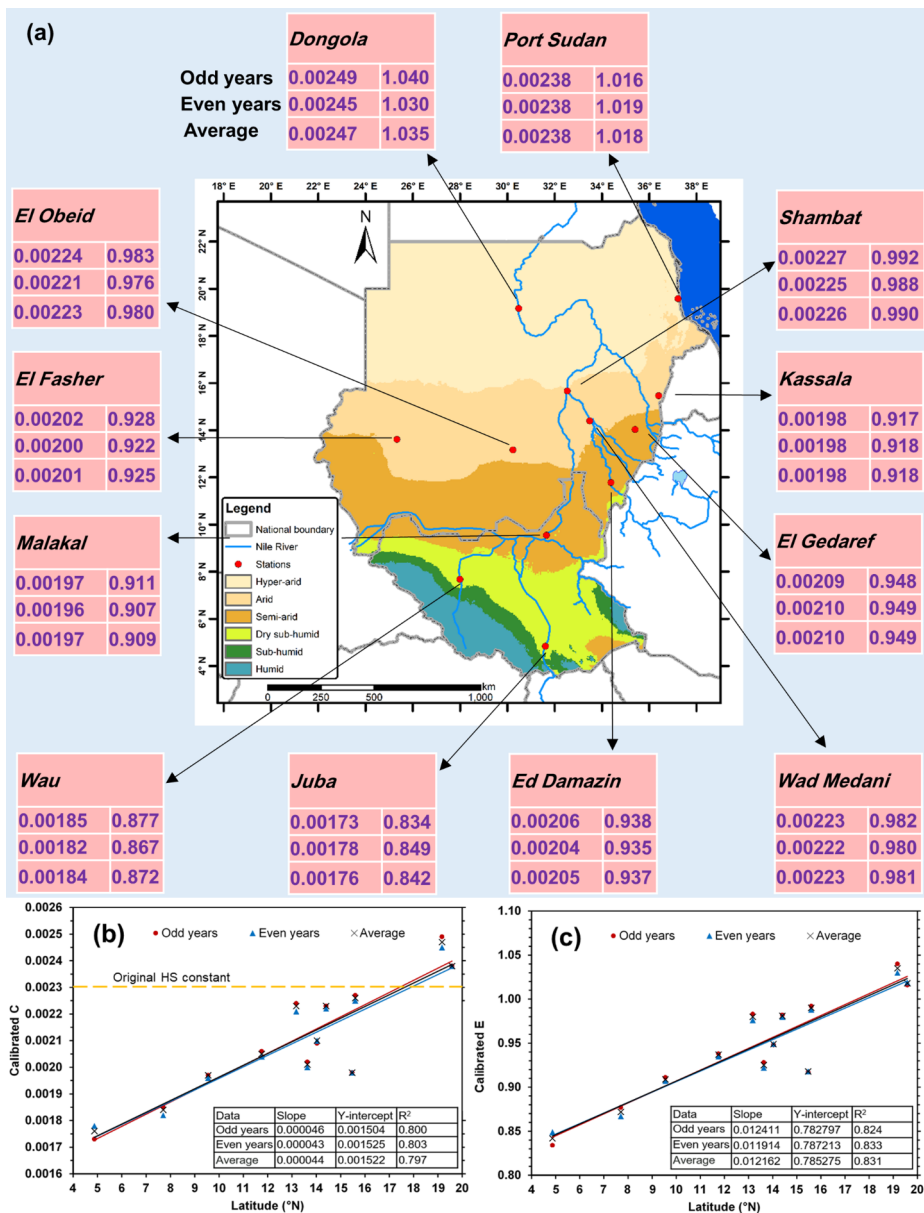 (a)
Dongola
Port Sudan
Odd years 0.00249 1.040 0.00238 1.016
Even years 0.00245 1.030 0.00238 1.019
Average 0.00247 1.035 0.00238 1.018
18° E 20° E 22° E 24° E 26° E 28° E 30° E 32° E 34° E 36° E 38° E
El Obeid
0.00224 0.983
0.00221 0.976
0.00223 0.980
El Fasher
0.00202 0.928
0.00200 0.922
0.00201 0.925
Malakal
0.00197 0.911
0.00196 0.907
0.00197 0.909
N
22° N
20° N
18° N
16° N
14° N
12° N
10° N
8° N
6° N
4° N
Legend
National boundary
Nile River
Stations
Hyper-arid
Arid
Semi-arid
Dry sub-humid
Sub-humid
Humid
km
0 250 500 1,000
Shambat
0.00227 0.992
0.00225 0.988
0.00226 0.990
Kassala
0.00198 0.917
0.00198 0.918
0.00198 0.918
El Gedaref
0.00209 0.948
0.00210 0.949
0.00210 0.949
Wau
0.00185 0.877
0.00182 0.867
0.00184 0.872
Juba
0.00173 0.834
0.00178 0.849
0.00176 0.842
Ed Damazin
0.00206 0.938
0.00204 0.935
0.00205 0.937
Wad Medani
0.00223 0.982
0.00222 0.980
0.00223 0.981
(b)
Odd years Even years Average
Original HS constant
Calibrated C
0.0026
0.0025
0.0024
0.0023
0.0022
0.0021
0.0020
0.0019
0.0018
0.0017
0.0016
Data Slope Y-intercept R²
Odd years 0.000046 0.001504 0.800
Even years 0.000043 0.001525 0.803
Average 0.000044 0.001522 0.797
4 5 6 7 8 9 10 11 12 13 14 15 16 17 18 19 20
Latitude (°N)
(c)
Odd years Even years Average
Calibrated E
1.10
1.05
1.00
0.95
0.90
0.85
0.80
Data Slope Y-intercept R²
Odd years 0.012411 0.782797 0.824
Even years 0.011914 0.787213 0.833
Average 0.012162 0.785275 0.831
4 5 6 7 8 9 10 11 12 13 14 15 16 17 18 19 20
Latitude (°N)